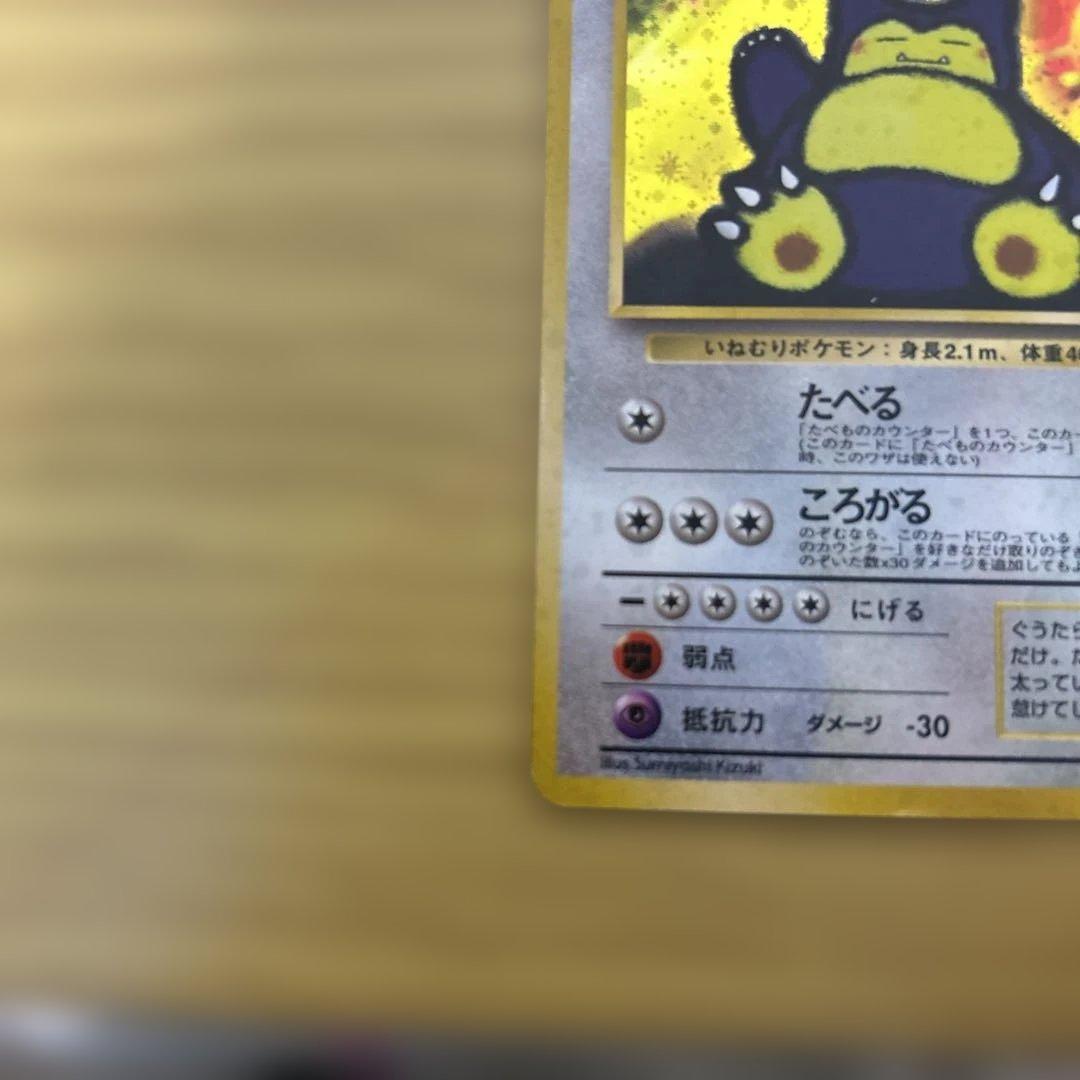 いねむりポケモン：身長2.1m、体重4
たべる
「たべものカウンター」を1つ、このカー
(このカードに「たべものカウンター」
時、このワザは使えない)
ころがる
のぞむなら、このカードにのっている
のカウンター」を好きなだけ取りのぞき
のぞいた数x30ダメージを追加してもよ
にげる
弱点
抵抗力 ダメージ -30
Illus.Sumiyoshi Kizuki
ぐうたら
だけ。た
太ってい
怠けてし